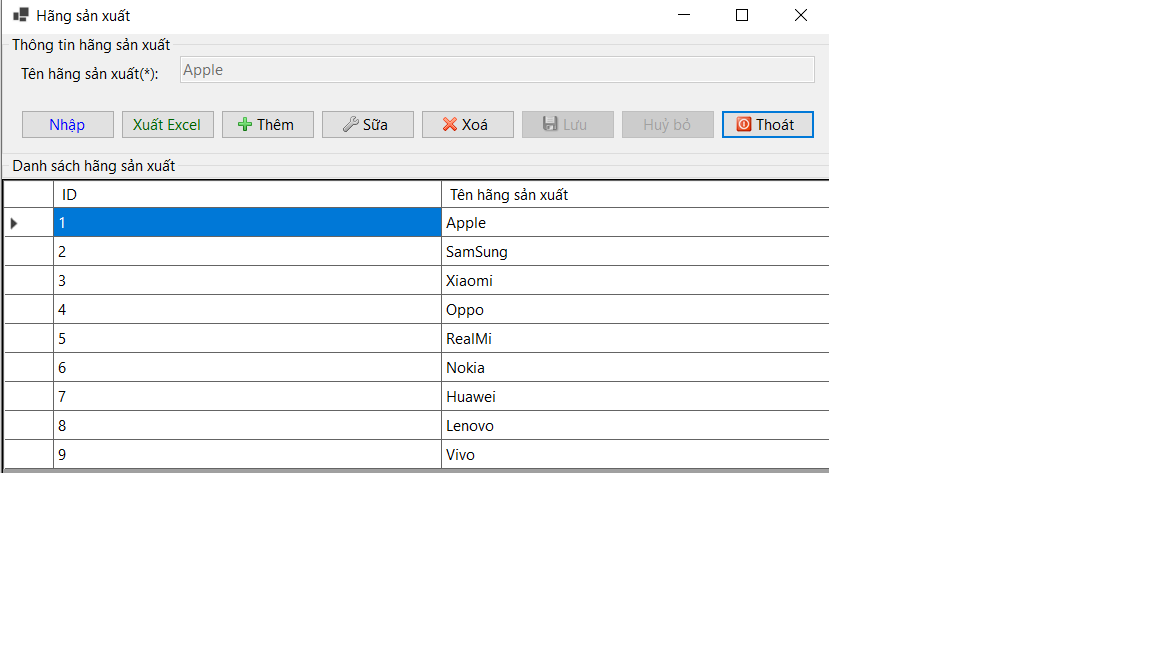 Hãng sản xuất
Thông tin hãng sản xuất
Tên hãng sản xuất(*): Apple
Nhập Xuất Excel Thêm Sữa Xoá Lưu Huỷ bỏ Thoát
Danh sách hãng sản xuất
ID Tên hãng sản xuất
1 Apple
2 SamSung
3 Xiaomi
4 Oppo
5 RealMi
6 Nokia
7 Huawei
8 Lenovo
9 Vivo